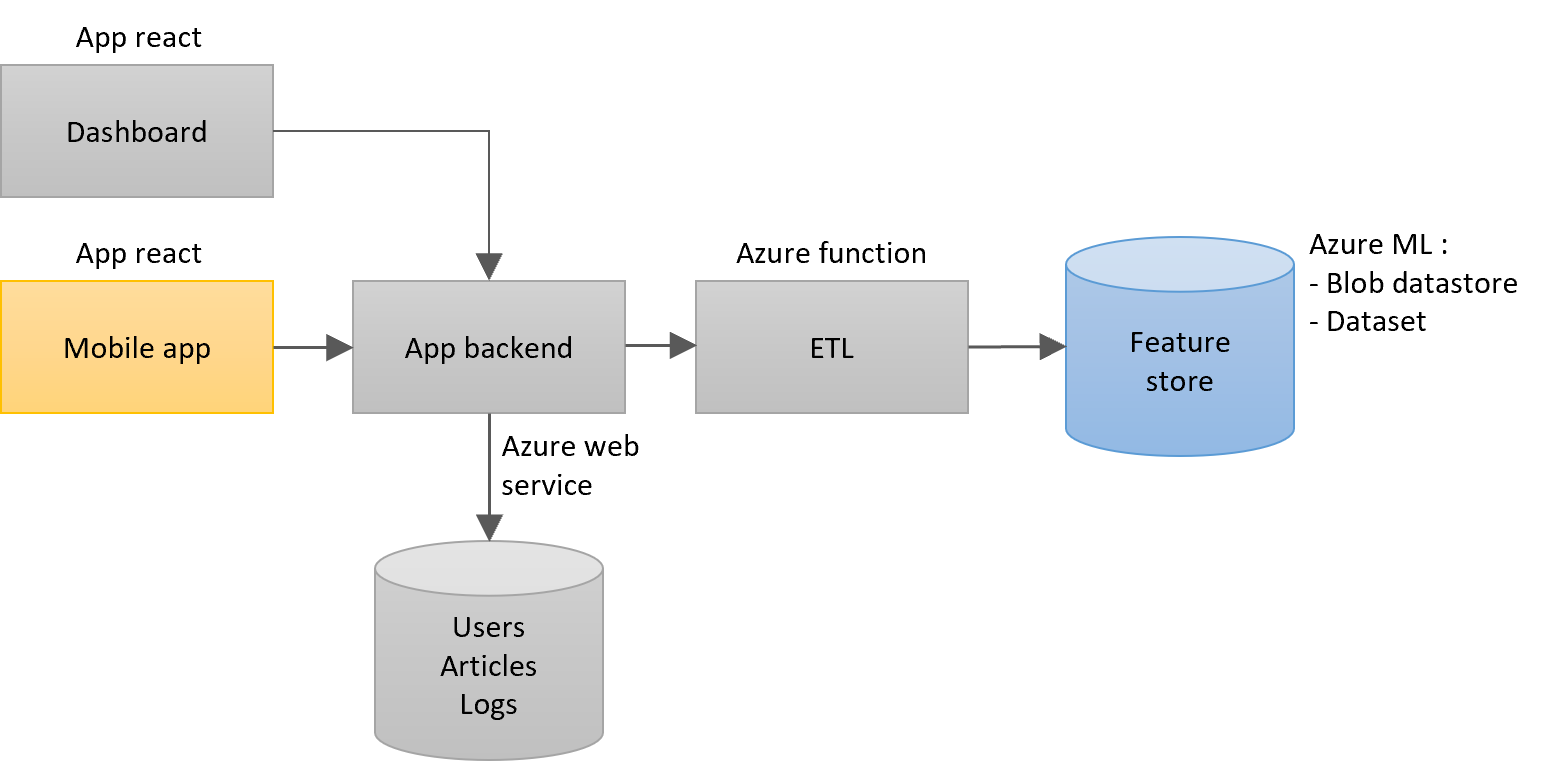 App react
Dashboard
App react
Mobile app
App backend
Azure function
ETL
Feature
store
Azure ML :
- Blob datastore
- Dataset
Azure web
service
Users
Articles
Logs